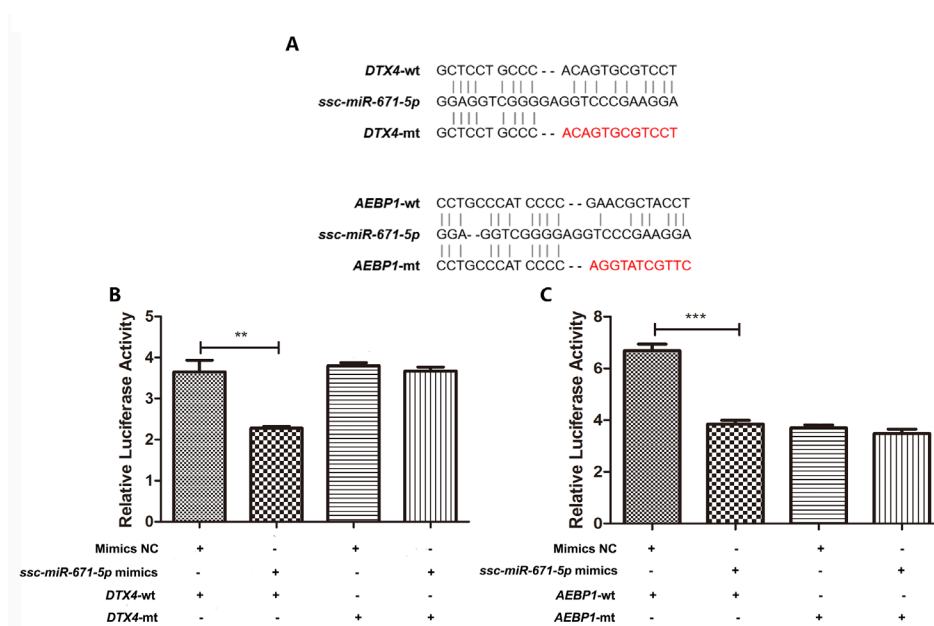 A
DTX4-wt GCTCCT GCCC - - ACAGTGCGTCCT
ssc-miR-671-5p GGAGGTCGGGGAGGTCCCGAAGGA
DTX4-mt GCTCCT GCCC - - ACAGTGCGTCCT
AEBP1-wt CCTGCCCAT CCCC - - GAACGCTACCT
ssc-miR-671-5p GGA- -GGTCGGGGAGGTCCCGAAGGA
AEBP1-mt CCTGCCCAT CCCC - - AGGTATCGTTC
B
Relative Luciferase Activity
5
4
3
2
1
0
**
Mimics NC + - + -
ssc-miR-671-5p mimics - + - +
DTX4-wt + + - -
DTX4-mt - - + +
C
Relative Luciferase Activity
8
6
4
2
0
***
Mimics NC + - + -
ssc-miR-671-5p mimics - + - +
AEBP1-wt + + - -
AEBP1-mt - - + +